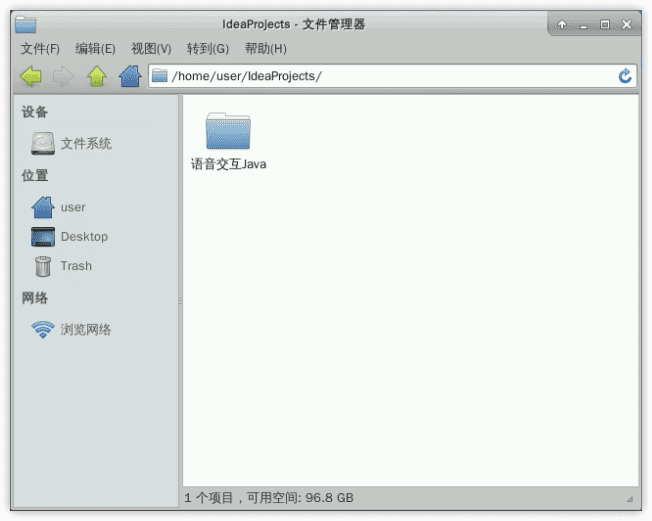 IdeaProjects - 文件管理器
文件(F) 编辑(E) 视图(V) 转到(G) 帮助(H)
/home/user/IdeaProjects/
设备
文件系统
位置
user
Desktop
Trash
网络
浏览网络
语音交互Java
1 个项目，可用空间: 96.8 GB